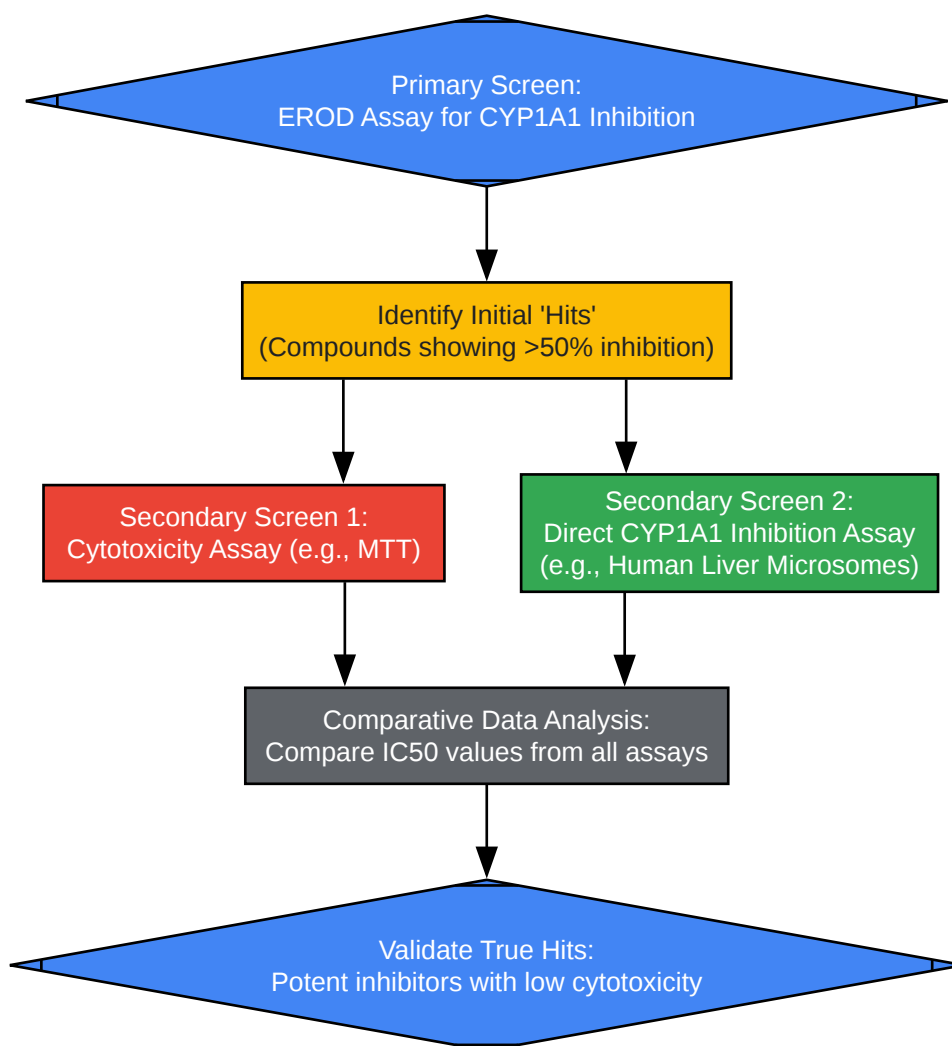 Primary Screen:
EROD Assay for CYP1A1 Inhibition
Identify Initial 'Hits'
(Compounds showing >50% inhibition)
Secondary Screen 1:
Cytotoxicity Assay (e.g., MTT)
Secondary Screen 2:
Direct CYP1A1 Inhibition Assay
(e.g., Human Liver Microsomes)
Comparative Data Analysis:
Compare IC50 values from all assays
Validate True Hits:
Potent inhibitors with low cytotoxicity